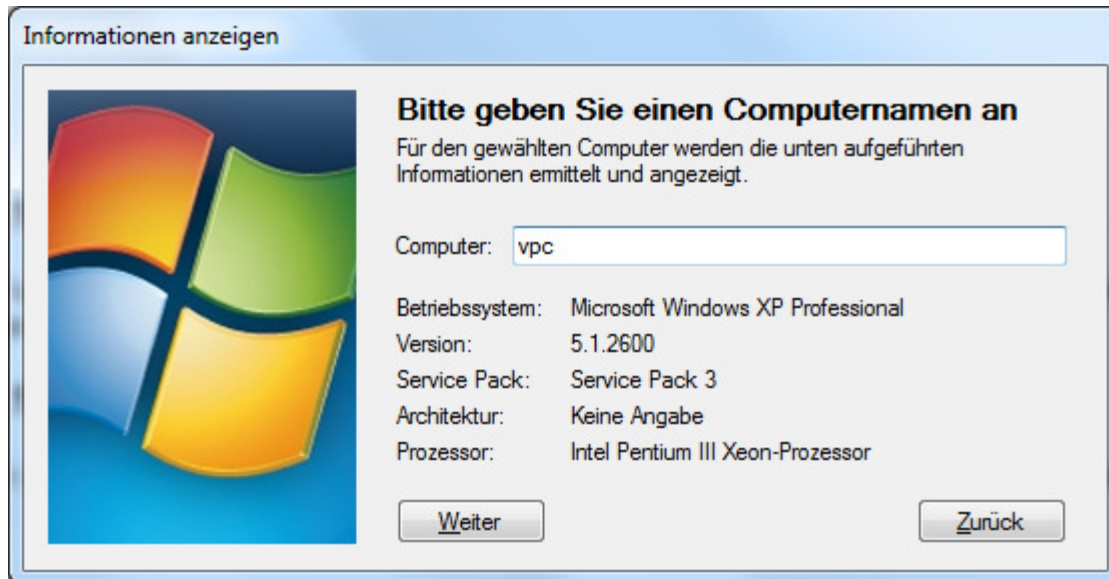 Informationen anzeigen
Bitte geben Sie einen Computernamen an
Für den gewählten Computer werden die unten aufgeführten
Informationen ermittelt und angezeigt.
Computer: vpc
Betriebssystem: Microsoft Windows XP Professional
Version: 5.1.2600
Service Pack: Service Pack 3
Architektur: Keine Angabe
Prozessor: Intel Pentium III Xeon-Prozessor
Weiter Zurück